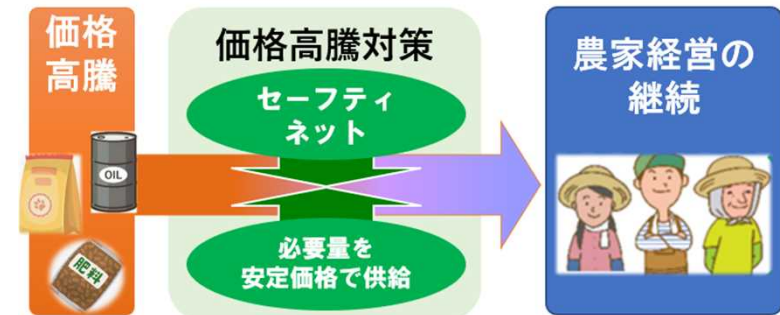 価格
高騰
OIL
肥料
価格高騰対策
セーフティ
ネット
必要量を
安定価格で供給
農家経営の
継続